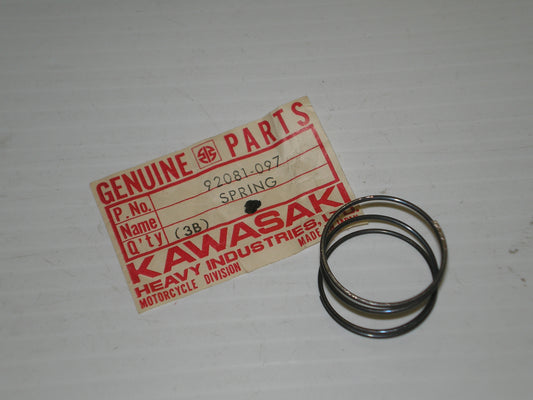 GENUINE PARTS
P.No. 92081-097
Name SPRING
Q'ty (3B)
KAWASAKI
HEAVY INDUSTRIES,
MOTORCYCLE DIVISION MADE